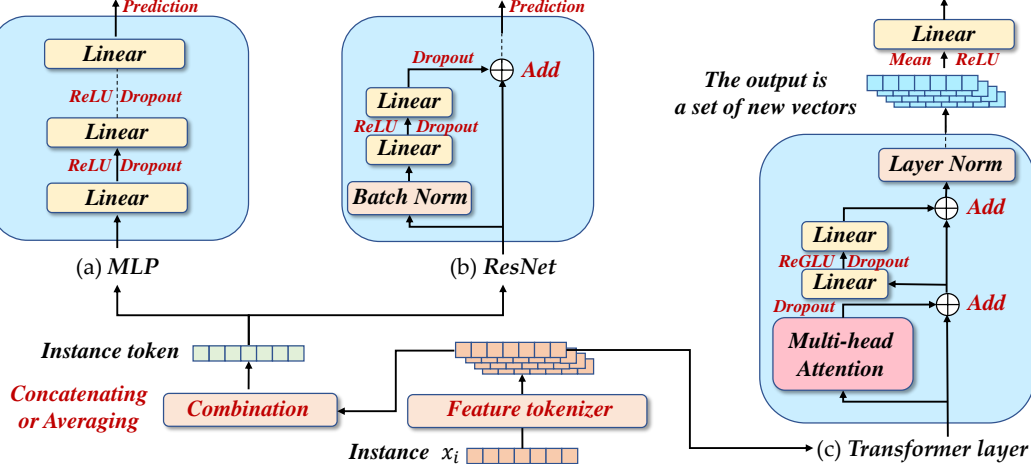 Prediction
Linear
ReLU Dropout
Linear
ReLU Dropout
Linear
(a) MLP
Prediction
Dropout
Add
Linear
ReLU Dropout
Linear
Batch Norm
(b) ResNet
Linear
Mean ReLU
The output is
a set of new vectors
Layer Norm
Add
Linear
ReGLU Dropout
Linear
Dropout
Add
Multi-head
Attention
(c) Transformer layer
Instance token
Concatenating
or Averaging
Combination
Feature tokenizer
Instance x_i